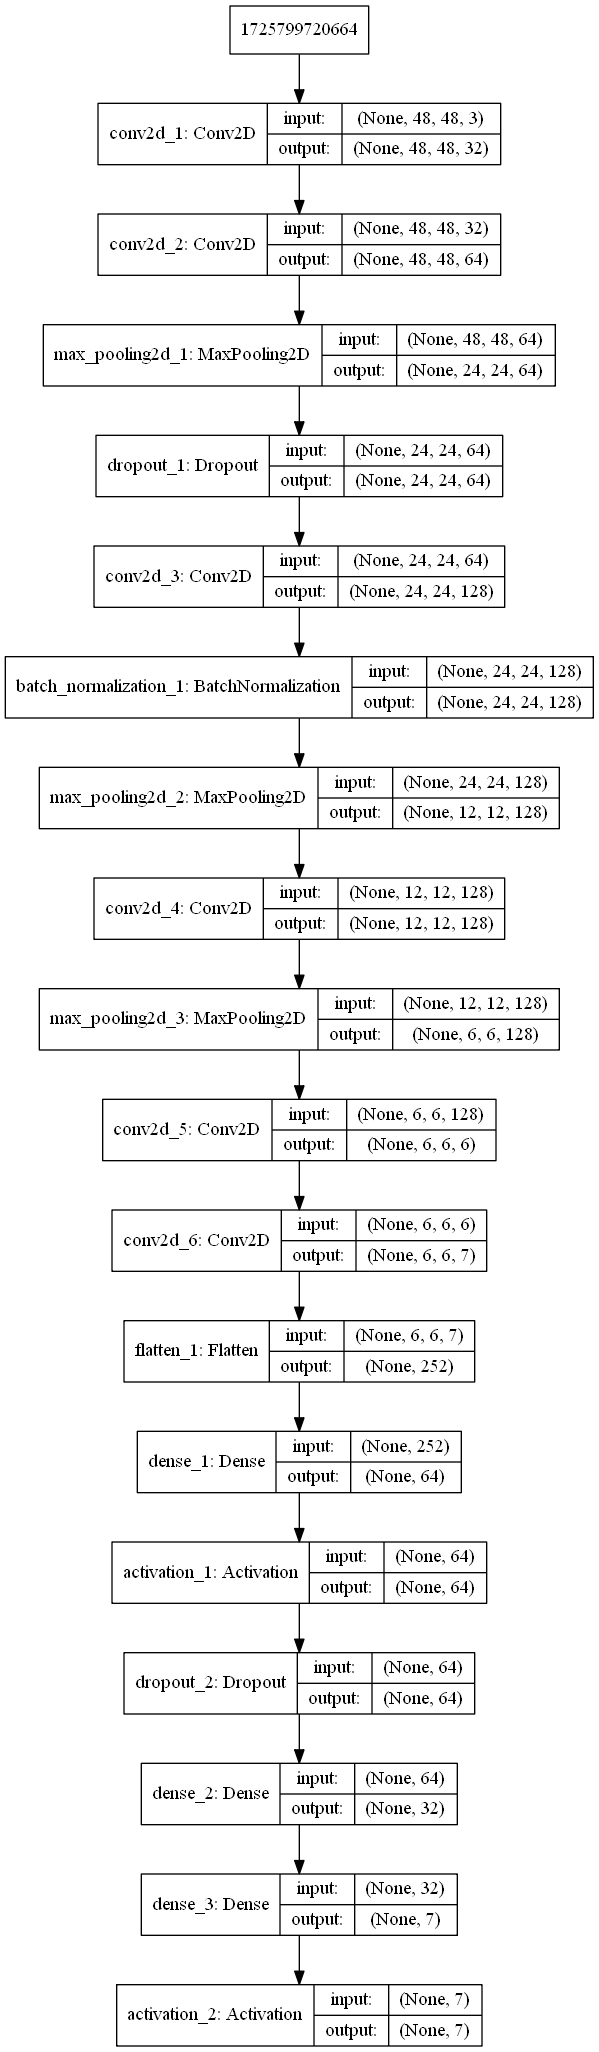 1725799720664
conv2d_1: Conv2D
input:
(None, 48, 48, 3)
output:
(None, 48, 48, 32)
conv2d_2: Conv2D
input:
(None, 48, 48, 32)
output:
(None, 48, 48, 64)
max_pooling2d_1: MaxPooling2D
input:
(None, 48, 48, 64)
output:
(None, 24, 24, 64)
dropout_1: Dropout
input:
(None, 24, 24, 64)
output:
(None, 24, 24, 64)
conv2d_3: Conv2D
input:
(None, 24, 24, 64)
output:
(None, 24, 24, 128)
batch_normalization_1: BatchNormalization
input:
(None, 24, 24, 128)
output:
(None, 24, 24, 128)
max_pooling2d_2: MaxPooling2D
input:
(None, 24, 24, 128)
output:
(None, 12, 12, 128)
conv2d_4: Conv2D
input:
(None, 12, 12, 128)
output:
(None, 12, 12, 128)
max_pooling2d_3: MaxPooling2D
input:
(None, 12, 12, 128)
output:
(None, 6, 6, 128)
conv2d_5: Conv2D
input:
(None, 6, 6, 128)
output:
(None, 6, 6, 6)
conv2d_6: Conv2D
input:
(None, 6, 6, 6)
output:
(None, 6, 6, 7)
flatten_1: Flatten
input:
(None, 6, 6, 7)
output:
(None, 252)
dense_1: Dense
input:
(None, 252)
output:
(None, 64)
activation_1: Activation
input:
(None, 64)
output:
(None, 64)
dropout_2: Dropout
input:
(None, 64)
output:
(None, 64)
dense_2: Dense
input:
(None, 64)
output:
(None, 32)
dense_3: Dense
input:
(None, 32)
output:
(None, 7)
activation_2: Activation
input:
(None, 7)
output:
(None, 7)